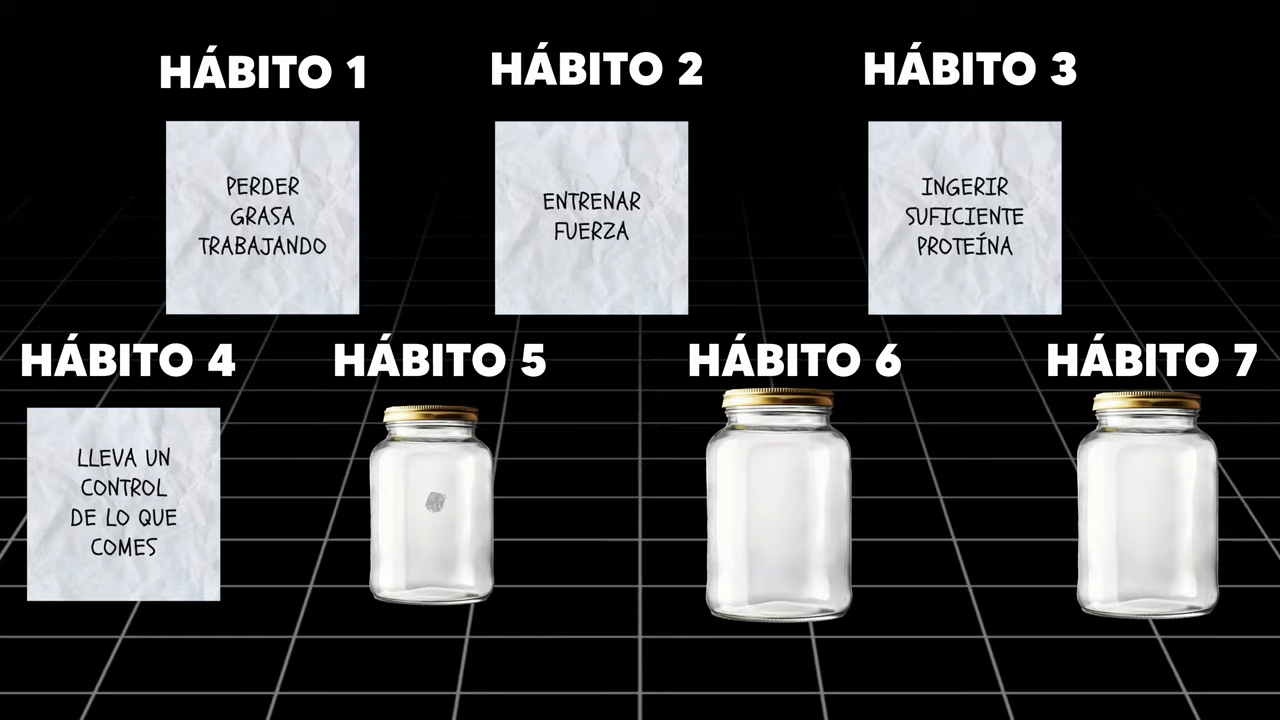 HÁBITO 1
HÁBITO 2
HÁBITO 3
PERDER
GRASA
TRABAJANDO
ENTRENAR
FUERZA
INGERIR
SUFICIENTE
PROTEÍNA
HÁBITO 4
HÁBITO 5
HÁBITO 6
HÁBITO 7
LLEVA UN
CONTROL
DE LO QUE
COMES